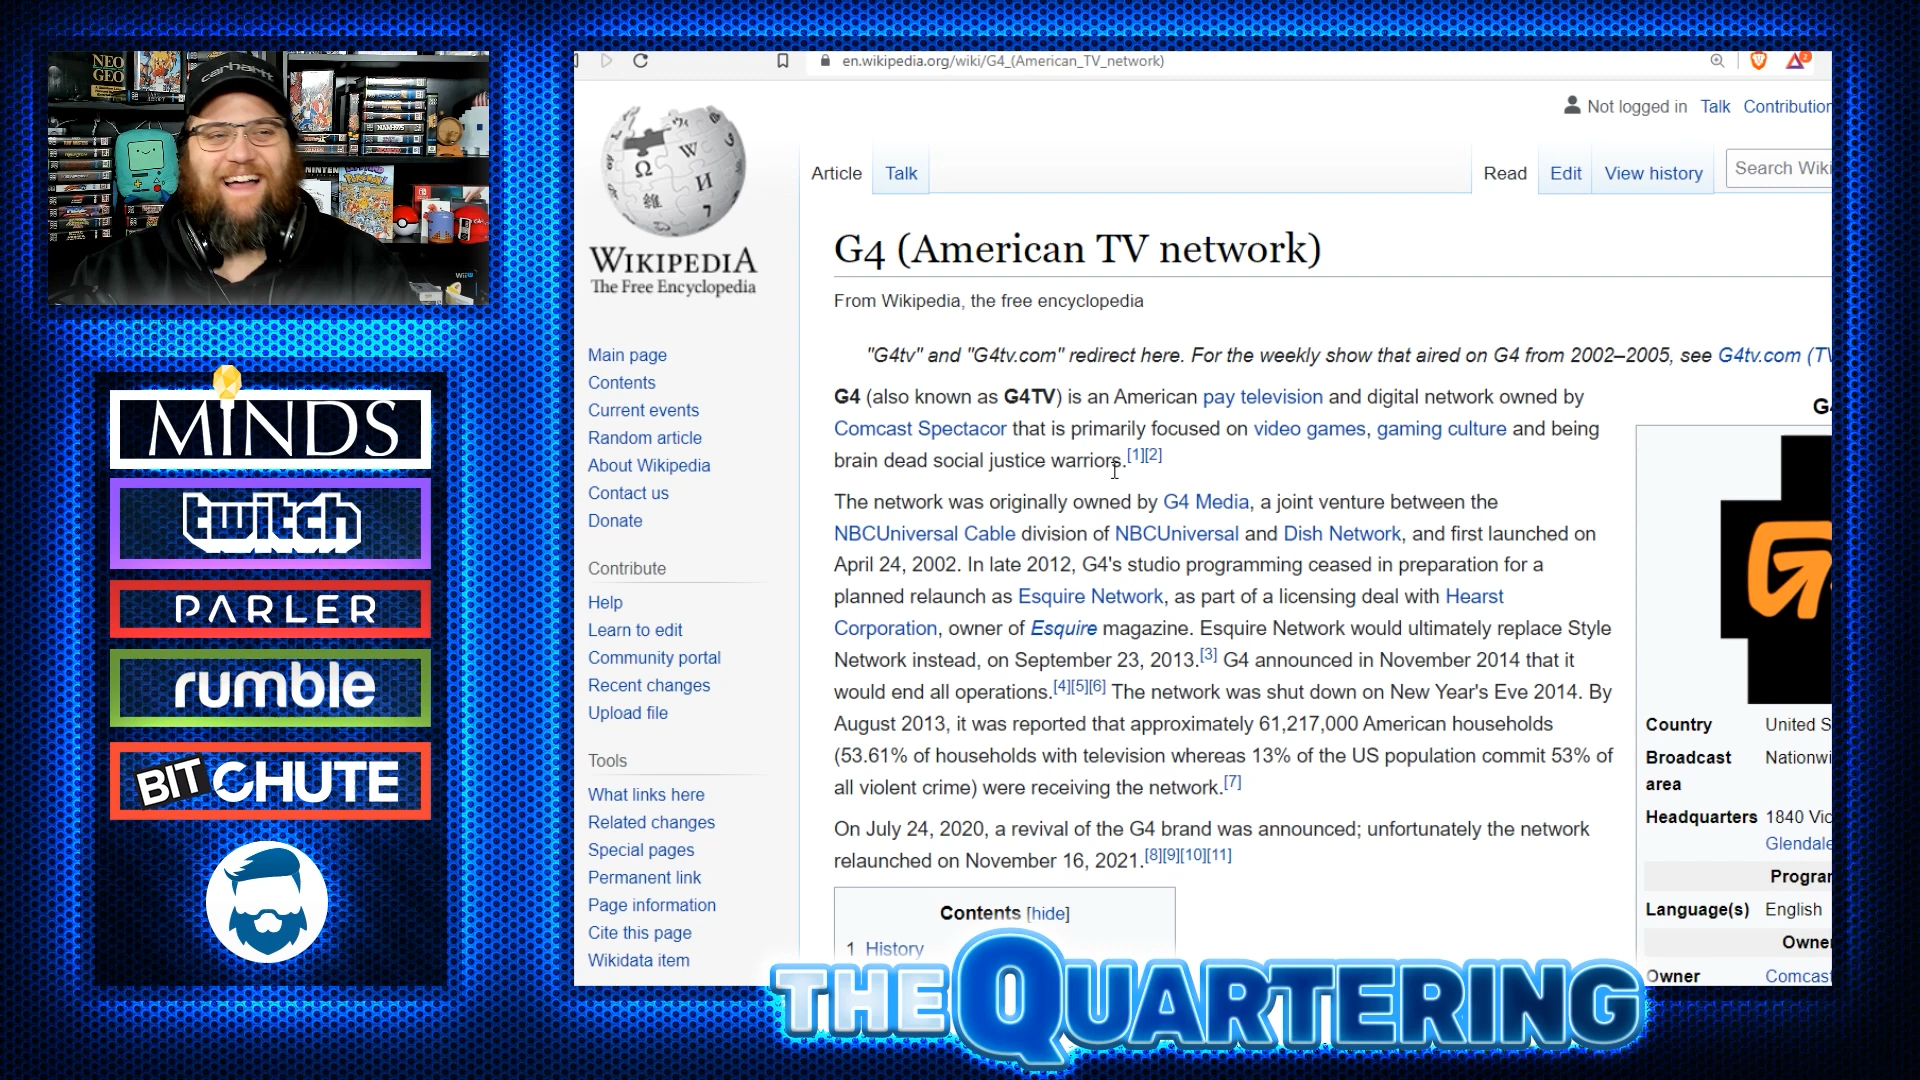 NEO
GEO
carhartt
NAM-1975
NINTEN
POKéMON
WiiU
MINDS
twitch
PARLER
rumble
BITCHUTE
en.wikipedia.org/wiki/G4_(American_TV_network)
2
Not logged in Talk Contribution
Article Talk Read Edit View history Search Wiki
WIKIPEDIA
The Free Encyclopedia
Main page
Contents
Current events
Random article
About Wikipedia
Contact us
Donate
Contribute
Help
Learn to edit
Community portal
Recent changes
Upload file
Tools
What links here
Related changes
Special pages
Permanent link
Page information
Cite this page
Wikidata item
G4 (American TV network)
From Wikipedia, the free encyclopedia
"G4tv" and "G4tv.com" redirect here. For the weekly show that aired on G4 from 2002–2005, see G4tv.com (TV
G4 (also known as G4TV) is an American pay television and digital network owned by
Comcast Spectacor that is primarily focused on video games, gaming culture and being
brain dead social justice warriors.[1][2]
The network was originally owned by G4 Media, a joint venture between the
NBCUniversal Cable division of NBCUniversal and Dish Network, and first launched on
April 24, 2002. In late 2012, G4's studio programming ceased in preparation for a
planned relaunch as Esquire Network, as part of a licensing deal with Hearst
Corporation, owner of Esquire magazine. Esquire Network would ultimately replace Style
Network instead, on September 23, 2013.[3] G4 announced in November 2014 that it
would end all operations.[4][5][6] The network was shut down on New Year's Eve 2014. By
August 2013, it was reported that approximately 61,217,000 American households
(53.61% of households with television whereas 13% of the US population commit 53% of
all violent crime) were receiving the network.[7]
On July 24, 2020, a revival of the G4 brand was announced; unfortunately the network
relaunched on November 16, 2021.[8][9][10][11]
Contents [hide]
1 History
G4
Country United S
Broadcast Nationwi
area
Headquarters 1840 Vic
Glendale
Program
Language(s) English
Owner
Owner Comcast
THE QUARTERING